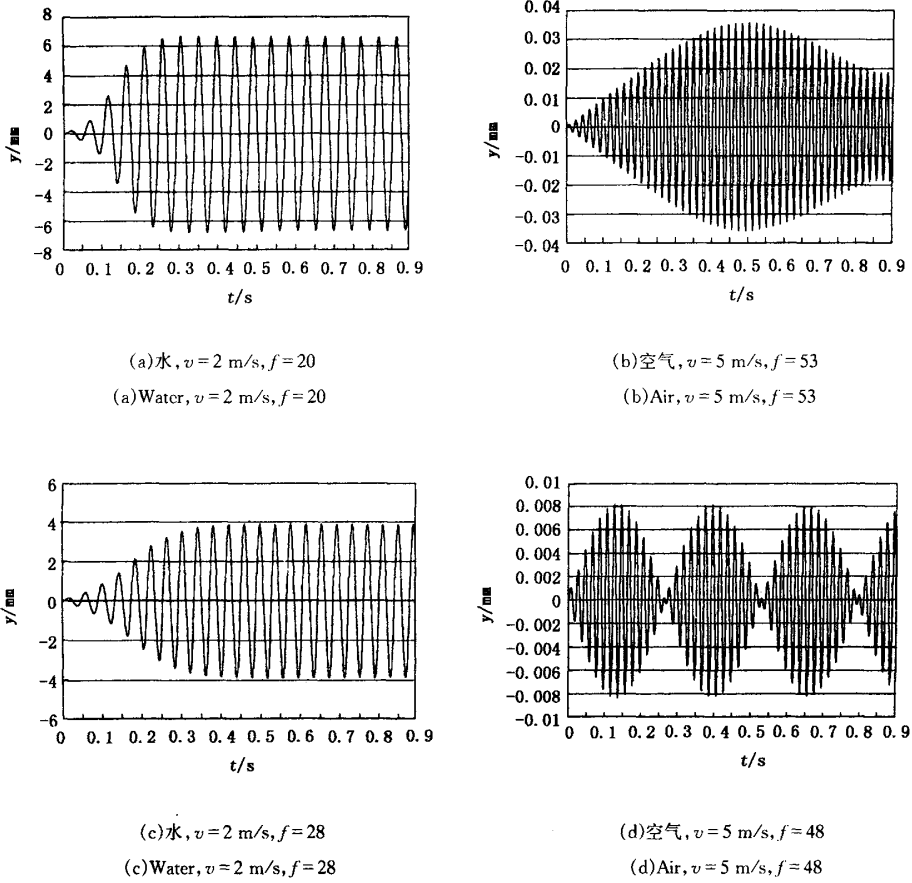 8
6
4
2
0
-2
-4
-6
-8
y/mm
0 0.1 0.2 0.3 0.4 0.5 0.6 0.7 0.8 0.9
t/s
(a)水,v=2 m/s,f=20
(a)Water,v=2 m/s,f=20
0.04
0.03
0.02
0.01
0
-0.01
-0.02
-0.03
-0.04
y/mm
0 0.1 0.2 0.3 0.4 0.5 0.6 0.7 0.8 0.9
t/s
(b)空气,v=5 m/s,f=53
(b)Air,v=5 m/s,f=53
6
4
2
0
-2
-4
-6
y/mm
0 0.1 0.2 0.3 0.4 0.5 0.6 0.7 0.8 0.9
t/s
(c)水,v=2 m/s,f=28
(c)Water,v=2 m/s,f=28
0.01
0.008
0.006
0.004
0.002
0
-0.002
-0.004
-0.006
-0.008
-0.01
y/mm
0 0.1 0.2 0.3 0.4 0.5 0.6 0.7 0.8 0.9
t/s
(d)空气,v=5 m/s,f=48
(d)Air,v=5 m/s,f=48